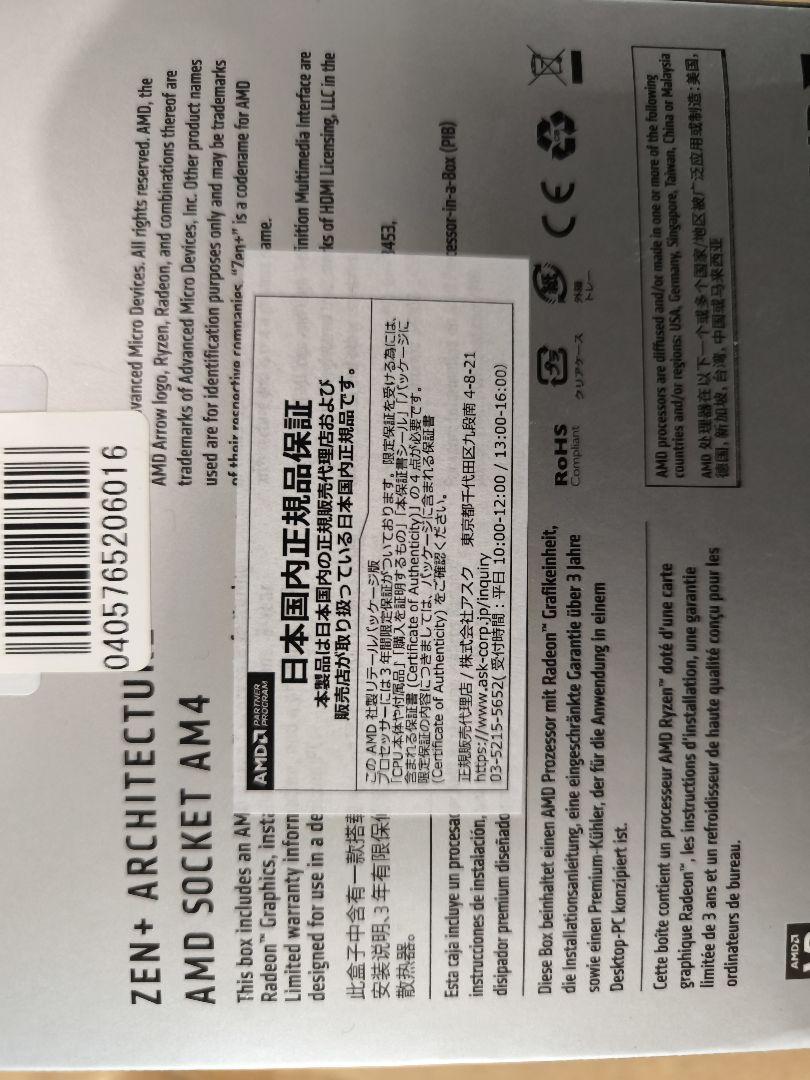 0405765206016
ZEN+ ARCHITECTURE
AMD SOCKET AM4
This box includes an AM
Radeon™ Graphics, inst
Limited warranty inform
designed for use in a de
此盒子中含有一款搭载
安装说明、3 年有限保修
散热器。
Esta caja incluye un procesad
instrucciones de instalación,
disipador premium diseñado
Diese Box beinhaltet einen AMD Prozessor mit Radeon™ Grafikeinheit,
die Installationsanleitung, eine eingeschränkte Garantie über 3 Jahre
sowie einen Premium-Kühler, der für die Anwendung in einem
Desktop-PC konzipiert ist.
Cette boîte contient un processeur AMD Ryzen™ doté d'une carte
graphique Radeon™, les instructions d'installation, une garantie
limitée de 3 ans et un refroidisseur de haute qualité conçu pour les
ordinateurs de bureau.
AMD
PARTNER
PROGRAM
日本国内正規品保証
本製品は日本国内の正規販売代理店および
販売店が取り扱っている日本国内正規品です。
この AMD 社製リテールパッケージ版
プロセッサーには 3 年間限定保証がついております。限定保証を受ける為には、
「CPU 本体や付属品」「購入を証明するもの」「本保証書シール」「パッケージに
含まれる保証書 (Certificate of Authenticity)」の 4 点が必要です。
限定保証の内容につきましては、パッケージに含まれる保証書
(Certificate of Authenticity) をご確認ください。
正規販売代理店 / 株式会社アスク 東京都千代田区九段南 4-8-21
https://www.ask-corp.jp/inquiry
03-5215-5652( 受付時間：平日 10:00-12:00 / 13:00-16:00)
vanced Micro Devices. All rights reserved. AMD, the
AMD Arrow logo, Ryzen, Radeon, and combinations thereof are
trademarks of Advanced Micro Devices, Inc. Other product names
used are for identification purposes only and may be trademarks
of their respective companies. "Zen+" is a codename for AMD
ame.
inition Multimedia Interface are
ks of HDMI Licensing, LLC in the
3453,
cessor-in-a-Box (PIB)
RoHS
Compliant
クリアケース
紙
外箱
トレー
CE
AMD processors are diffused and/or made in one or more of the following
countries and/or regions: USA, Germany, Singapore, Taiwan, China or Malaysia
AMD 处理器在以下一个或多个国家/地区被广泛应用或制造: 美国,
德国, 新加坡, 台湾, 中国或马来西亚
AMD